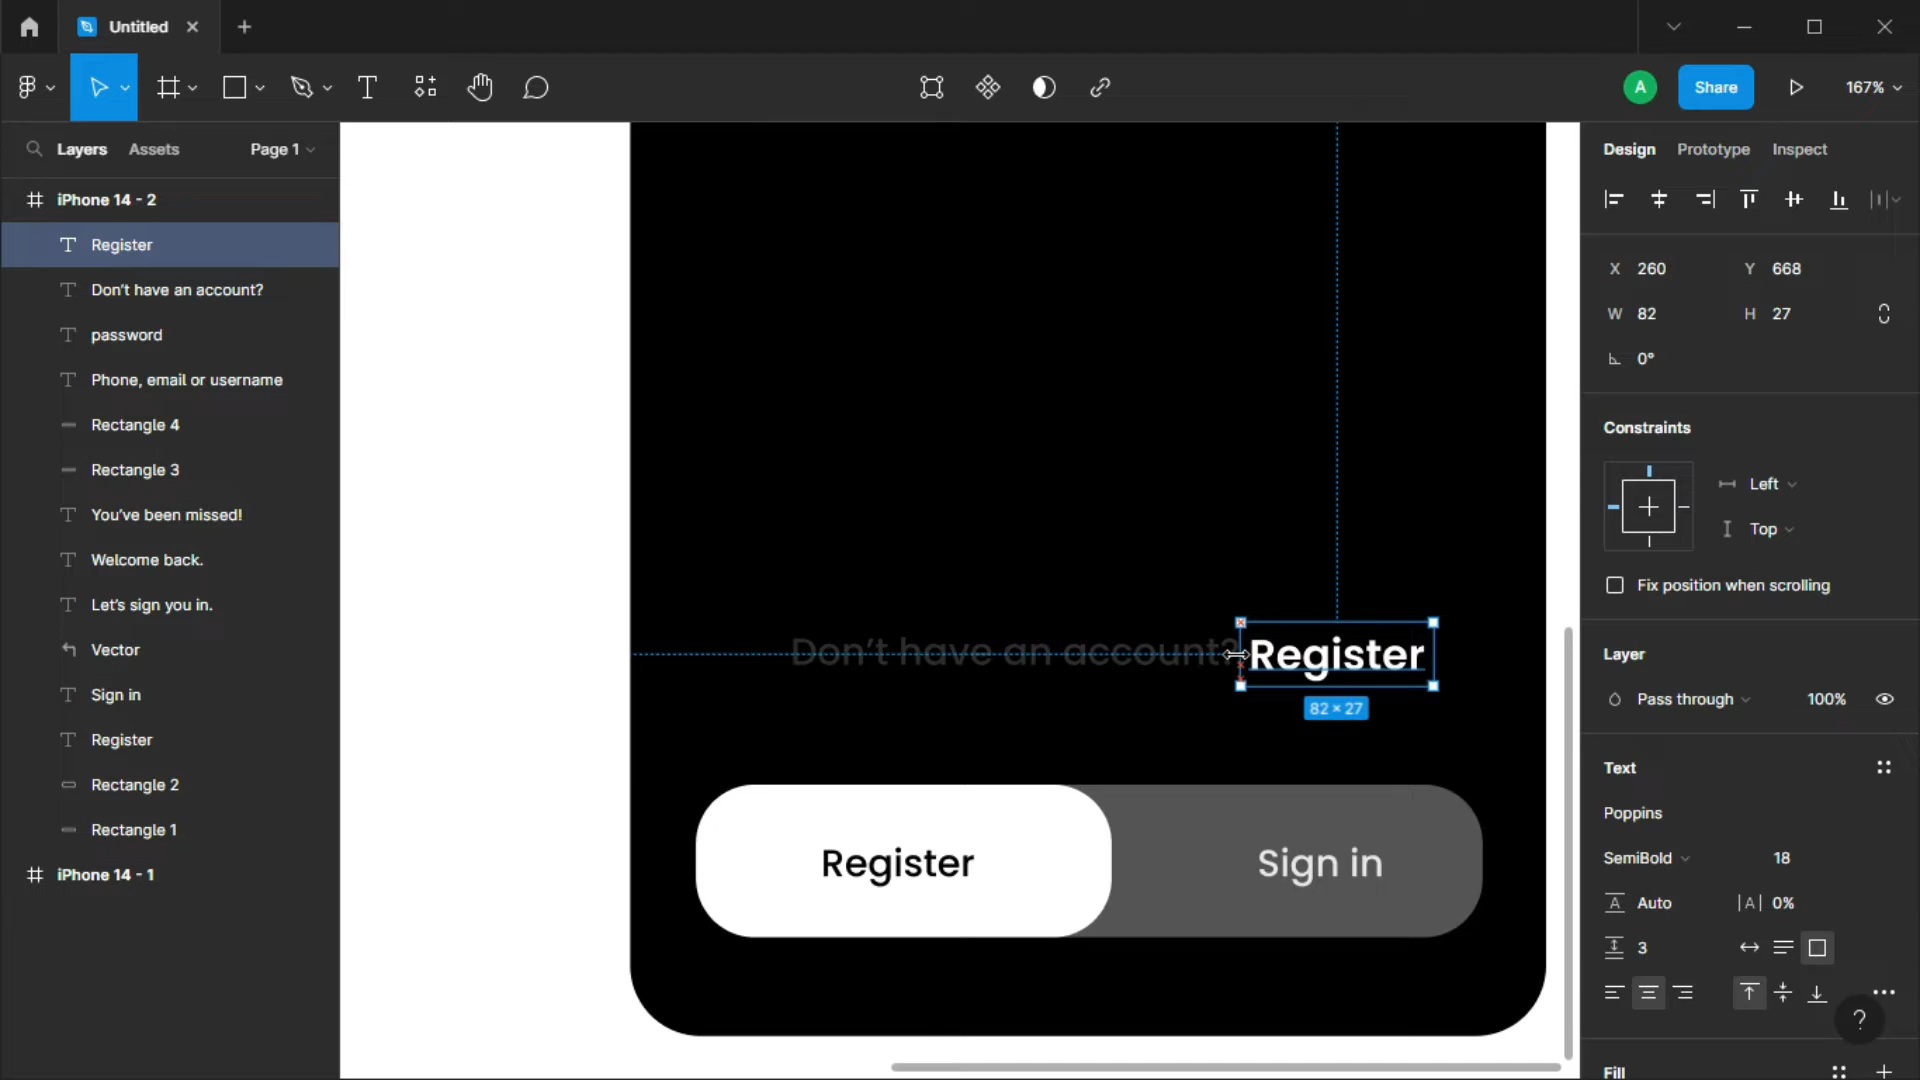 Untitled
A
Share
167%
Layers
Assets
Page 1
Design
Prototype
Inspect
iPhone 14 - 2
Register
Don't have an account?
password
Phone, email or username
Rectangle 4
Rectangle 3
You've been missed!
Welcome back.
Let's sign you in.
Vector
Sign in
Register
Rectangle 2
Rectangle 1
iPhone 14 - 1
Don't have an account?
Register
82 × 27
Register
Sign in
X 260
Y 668
W 82
H 27
0°
Constraints
Left
Top
Fix position when scrolling
Layer
Pass through
100%
Text
Poppins
SemiBold
18
A Auto
|A| 0%
3
?
Fill